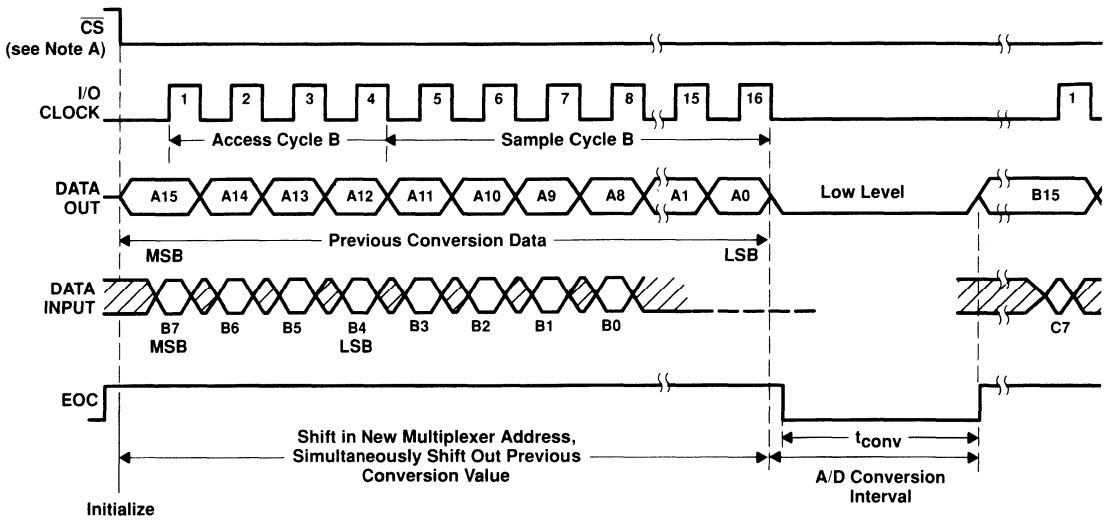 CS
(see Note A)
I/O
CLOCK
1 2 3 4 5 6 7 8 15 16 1
Access Cycle B Sample Cycle B
DATA
OUT
A15 A14 A13 A12 A11 A10 A9 A8 A1 A0 Low Level B15
Previous Conversion Data
MSB LSB
DATA
INPUT
B7 B6 B5 B4 B3 B2 B1 B0 C7
MSB LSB
EOC
tconv
Shift in New Multiplexer Address,
Simultaneously Shift Out Previous
Conversion Value
A/D Conversion
Interval
Initialize